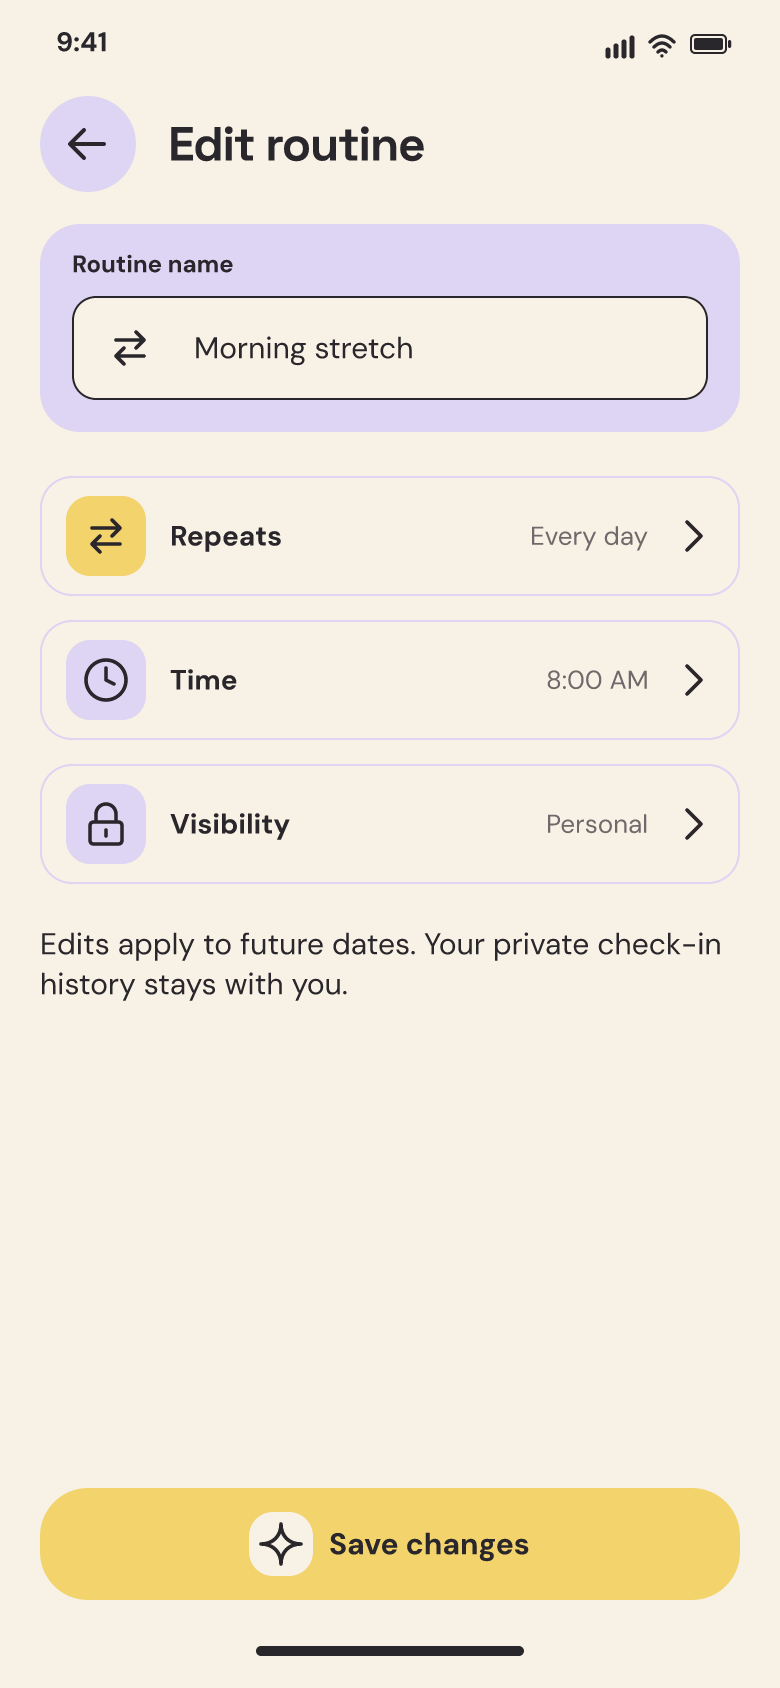 9:41
Edit routine
Routine name
Morning stretch
Repeats
Every day
Time
8:00 AM
Visibility
Personal
Edits apply to future dates. Your private check-in
history stays with you.
Save changes